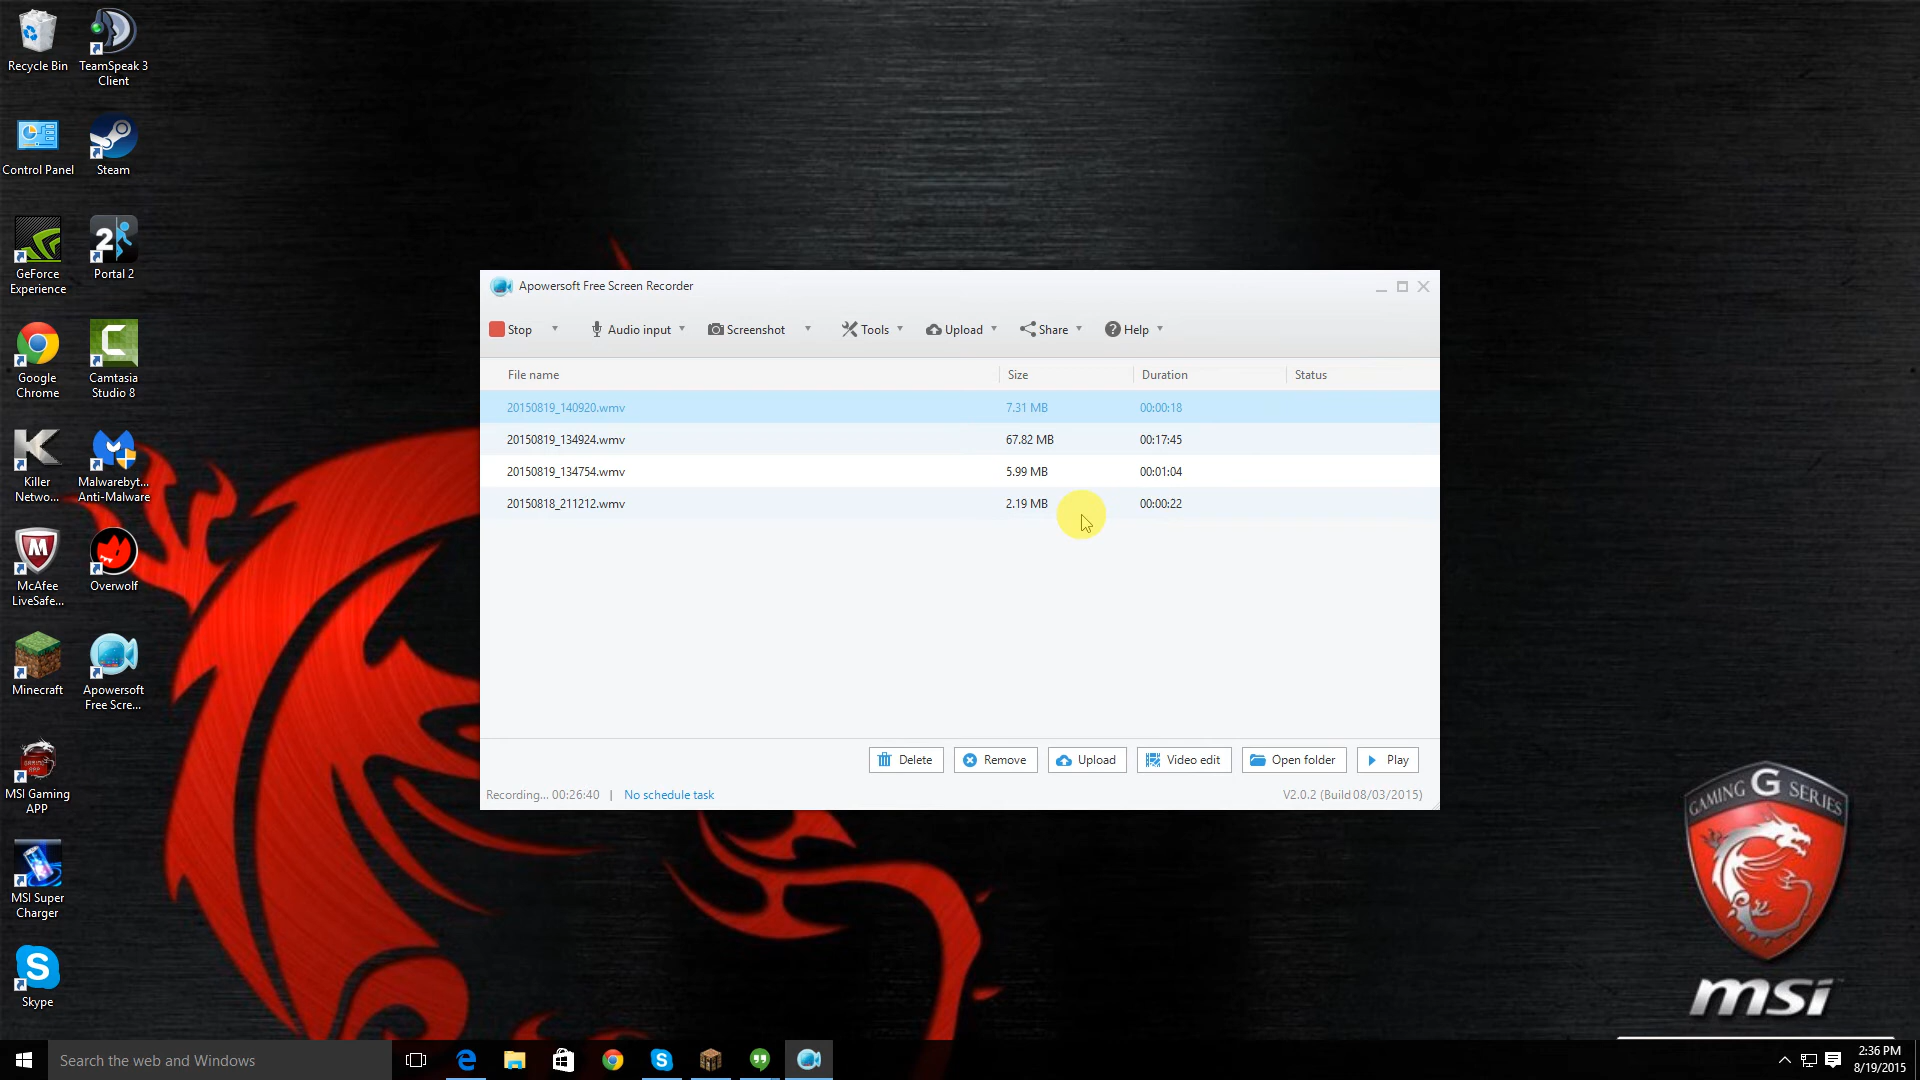 Recycle Bin
TeamSpeak 3
Client
Control Panel
Steam
GeForce
Experience
2
Portal 2
Google
Chrome
Camtasia
Studio 8
Killer
Netwo...
Malwarebyt...
Anti-Malware
McAfee
LiveSafe...
Overwolf
Minecraft
Apowersoft
Free Scre...
MSI Gaming
APP
MSI Super
Charger
Skype
Apowersoft Free Screen Recorder
Stop
Audio input
Screenshot
Tools
Upload
Share
Help
File name
Size
Duration
Status
20150819_140920.wmv 7.31 MB 00:00:18
20150819_134924.wmv 67.82 MB 00:17:45
20150819_134754.wmv 5.99 MB 00:01:04
20150818_211212.wmv 2.19 MB 00:00:22
Delete
Remove
Upload
Video edit
Open folder
Play
Recording... 00:26:40 | No schedule task
V2.0.2 (Build 08/03/2015)
GAMING G SERIES
msi
Search the web and Windows
2:36 PM
8/19/2015